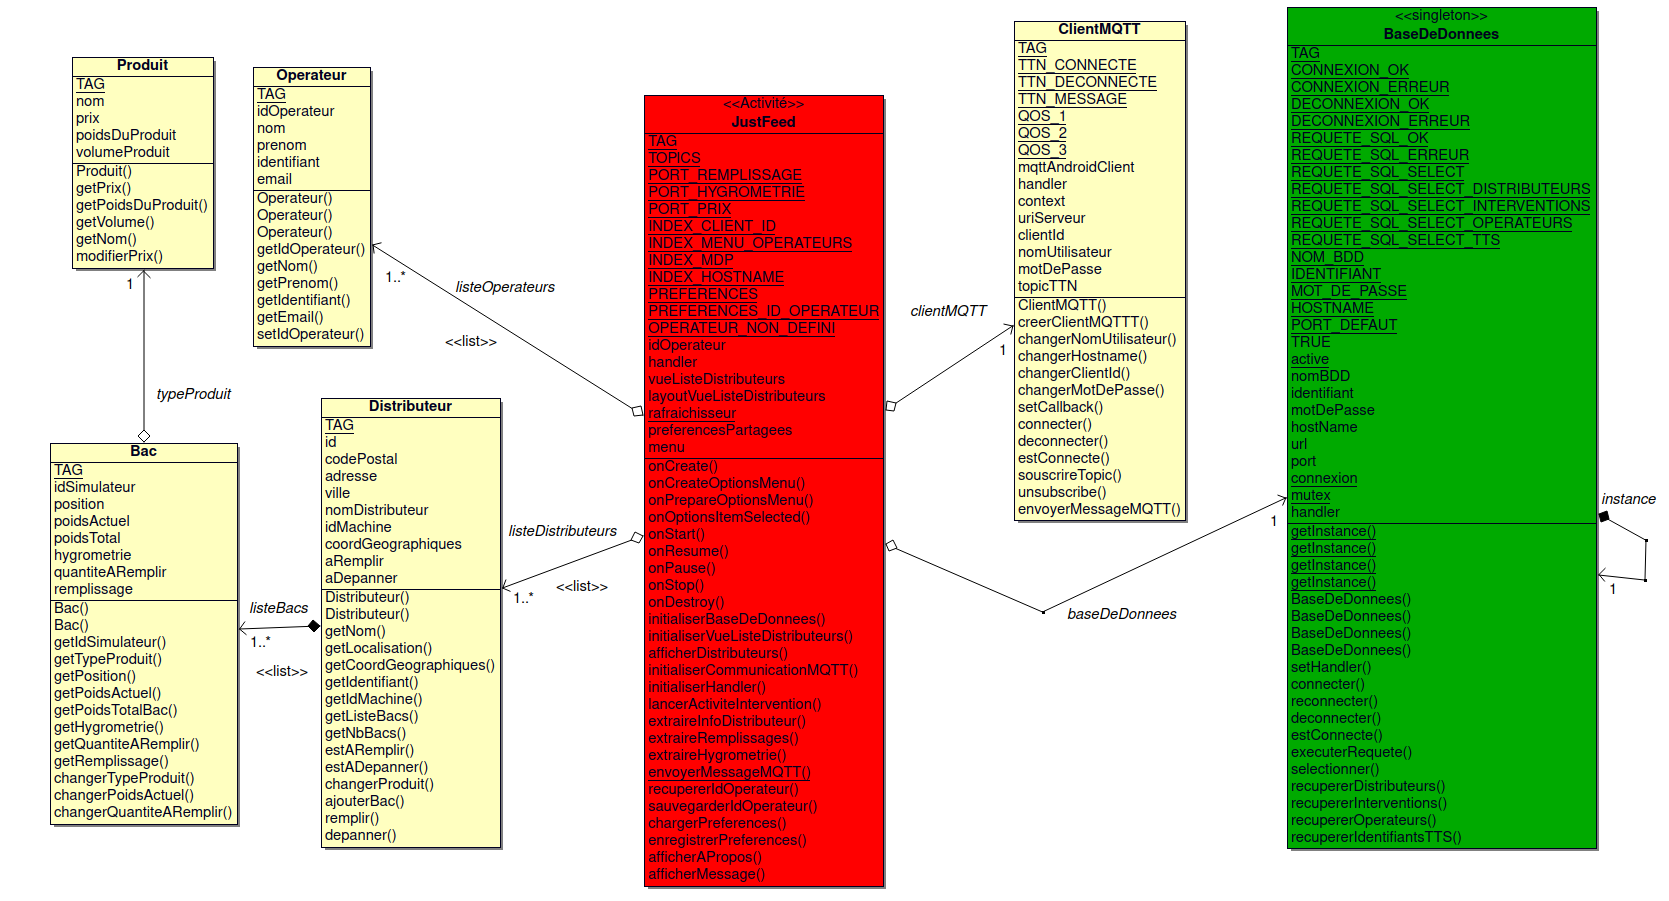 Produit
TAG
nom
prix
poidsDuProduit
volumeProduit
Produit()
getPrix()
getPoidsDuProduit()
getVolume()
getNom()
modifierPrix()
1
typeProduit
Operateur
TAG
idOperateur
nom
prenom
identifiant
email
Operateur()
Operateur()
Operateur()
getIdOperateur()
getNom()
getPrenom()
getIdentifiant()
getEmail()
setIdOperateur()
1..*
listeOperateurs
<<list>>
Bac
TAG
idSimulateur
position
poidsActuel
poidsTotal
hygrometrie
quantiteARemplir
remplissage
Bac()
Bac()
getIdSimulateur()
getTypeProduit()
getPosition()
getPoidsActuel()
getPoidsTotalBac()
getHygrometrie()
getQuantiteARemplir()
getRemplissage()
changerTypeProduit()
changerPoidsActuel()
changerQuantiteARemplir()
listeBacs
1..*
<<list>>
Distributeur
TAG
id
codePostal
adresse
ville
nomDistributeur
idMachine
coordGeographiques
aRemplir
aDepanner
Distributeur()
Distributeur()
getNom()
getLocalisation()
getCoordGeographiques()
getIdentifiant()
getIdMachine()
getListeBacs()
getNbBacs()
estARemplir()
estADepanner()
changerProduit()
ajouterBac()
remplir()
depanner()
listeDistributeurs
1..*
<<list>>
<<Activité>>
JustFeed
TAG
TOPICS
PORT_REMPLISSAGE
PORT_HYGROMETRIE
PORT_PRIX
INDEX_CLIENT_ID
INDEX_MENU_OPERATEURS
INDEX_MDP
INDEX_HOSTNAME
PREFERENCES
PREFERENCES_ID_OPERATEUR
OPERATEUR_NON_DEFINI
idOperateur
handler
vueListeDistributeurs
layoutVueListeDistributeurs
rafraichisseur
preferencesPartagees
menu
onCreate()
onCreateOptionsMenu()
onPrepareOptionsMenu()
onOptionsItemSelected()
onStart()
onResume()
onPause()
onStop()
onDestroy()
initialiserBaseDeDonnees()
initialiserVueListeDistributeurs()
afficherDistributeurs()
initialiserCommunicationMQTT()
initialiserHandler()
lancerActiviteIntervention()
extraireInfoDistributeur()
extraireRemplissages()
extraireHygrometrie()
envoyerMessageMQTT()
recupererIdOperateur()
sauvegarderIdOperateur()
chargerPreferences()
enregistrerPreferences()
afficherAPropos()
afficherMessage()
clientMQTT
1
ClientMQTT
TAG
TTN_CONNECTE
TTN_DECONNECTE
TTN_MESSAGE
QOS_1
QOS_2
QOS_3
mqttAndroidClient
handler
context
uriServeur
clientId
nomUtilisateur
motDePasse
topicTTN
ClientMQTT()
creerClientMQTTT()
changerNomUtilisateur()
changerHostname()
changerClientId()
changerMotDePasse()
setCallback()
connecter()
deconnecter()
estConnecte()
souscrireTopic()
unsubscribe()
envoyerMessageMQTT()
1
baseDeDonnees
<<singleton>>
BaseDeDonnees
TAG
CONNEXION_OK
CONNEXION_ERREUR
DECONNEXION_OK
DECONNEXION_ERREUR
REQUETE_SQL_OK
REQUETE_SQL_ERREUR
REQUETE_SQL_SELECT
REQUETE_SQL_SELECT_DISTRIBUTEURS
REQUETE_SQL_SELECT_INTERVENTIONS
REQUETE_SQL_SELECT_OPERATEURS
REQUETE_SQL_SELECT_TTS
NOM_BDD
IDENTIFIANT
MOT_DE_PASSE
HOSTNAME
PORT_DEFAUT
TRUE
active
nomBDD
identifiant
motDePasse
hostName
url
port
connexion
mutex
handler
getInstance()
getInstance()
getInstance()
getInstance()
BaseDeDonnees()
BaseDeDonnees()
BaseDeDonnees()
BaseDeDonnees()
setHandler()
connecter()
reconnecter()
deconnecter()
estConnecte()
executerRequete()
selectionner()
recupererDistributeurs()
recupererInterventions()
recupererOperateurs()
recupererIdentifiantsTTS()
instance
1